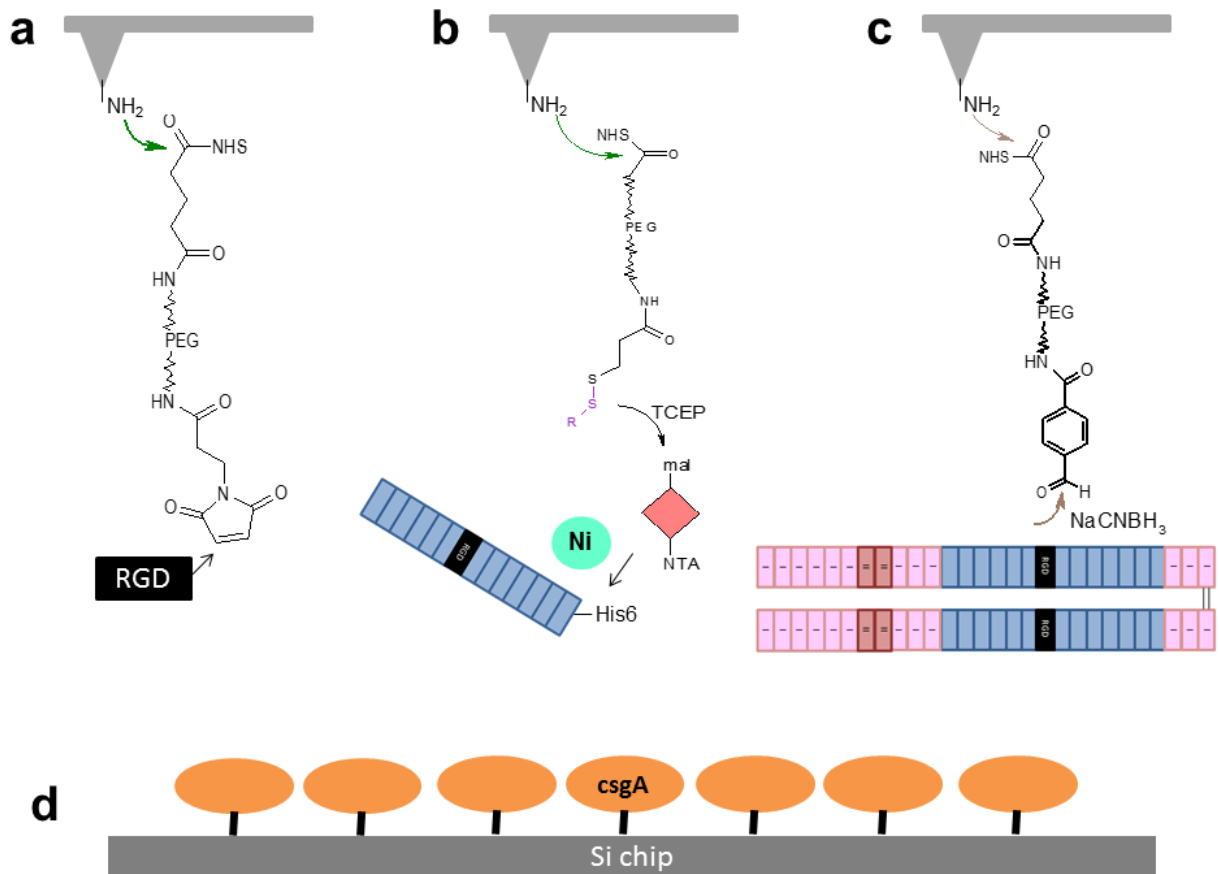 a
NH2
O
NHS
O
HN
PEG
HN
O
N
O
O
RGD
b
NH2
NHS
O
PE G
NH
O
S
S
R
TCEP
mal
Ni
NTA
RGD
His6
c
NH2
O
NHS
O
NH
PEG
HN
O
O
H
NaCNBH3
- - - - - - = = - - - RGD - - -
- - - - - - = = - - - RGD - - -
d
csgA
Si chip